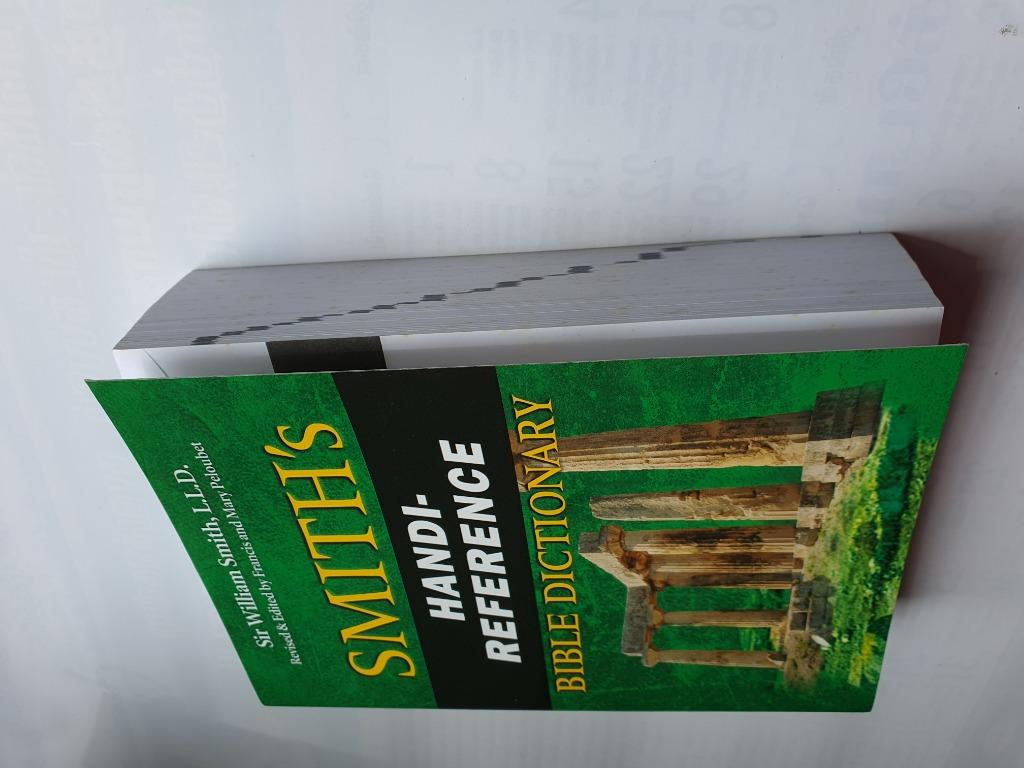 Sir William Smith, L.L.D.
Revised & Edited by Francis and Mary Peloubet
SMITH'S
HANDI-
REFERENCE
BIBLE DICTIONARY